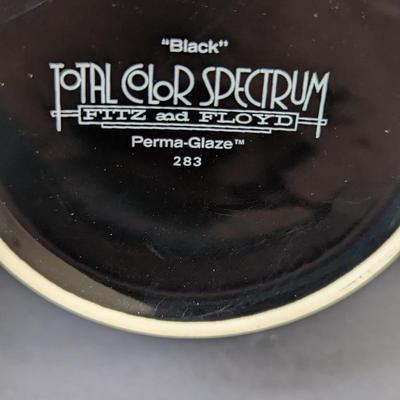 "Black"
TOTAL COLOR SPECTRUM
FITZ and FLOYD
Perma-Glaze™
283